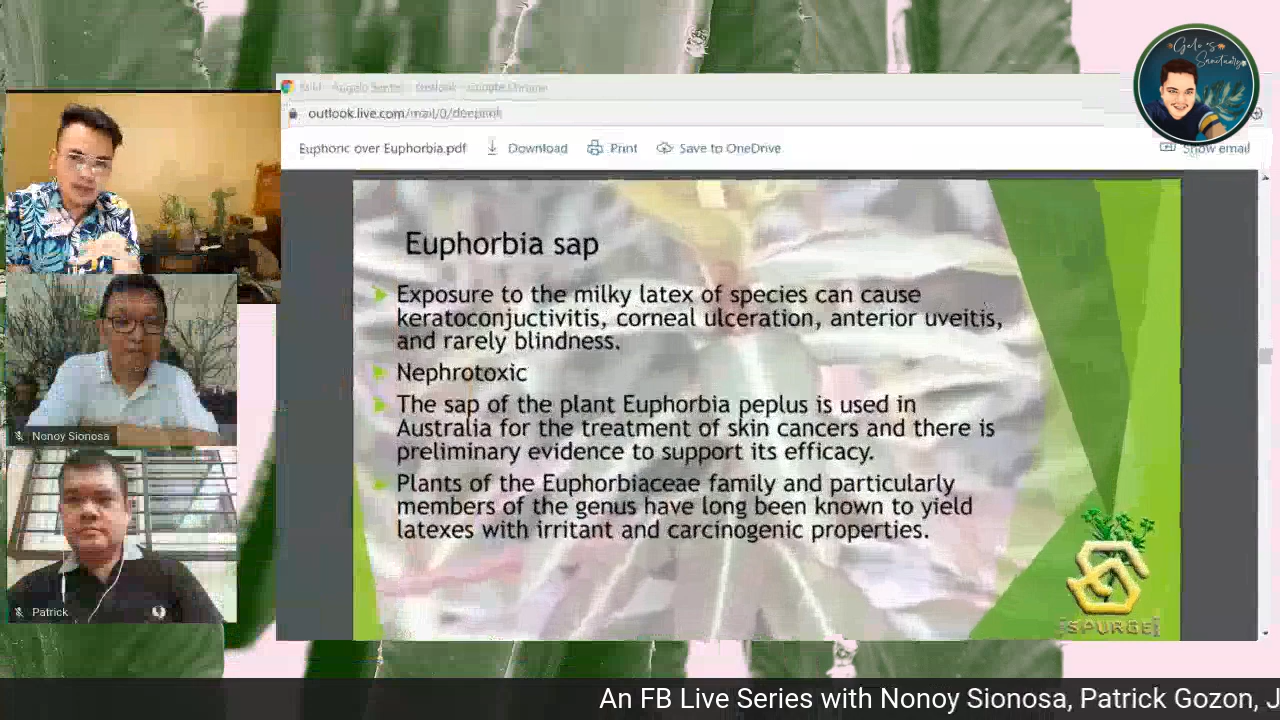 Gelo's
Sanctuary
outlook.live.com/mail/0/deeplink
Euphoric over Euphorbia.pdf Download Print Save to OneDrive Show email
Euphorbia sap
Exposure to the milky latex of species can cause
keratoconjuctivitis, corneal ulceration, anterior uveitis,
and rarely blindness.
Nephrotoxic
The sap of the plant Euphorbia peplus is used in
Australia for the treatment of skin cancers and there is
preliminary evidence to support its efficacy.
Plants of the Euphorbiaceae family and particularly
members of the genus have long been known to yield
latexes with irritant and carcinogenic properties.
SPURGE
Nonoy Sionosa
Patrick
An FB Live Series with Nonoy Sionosa, Patrick Gozon, J